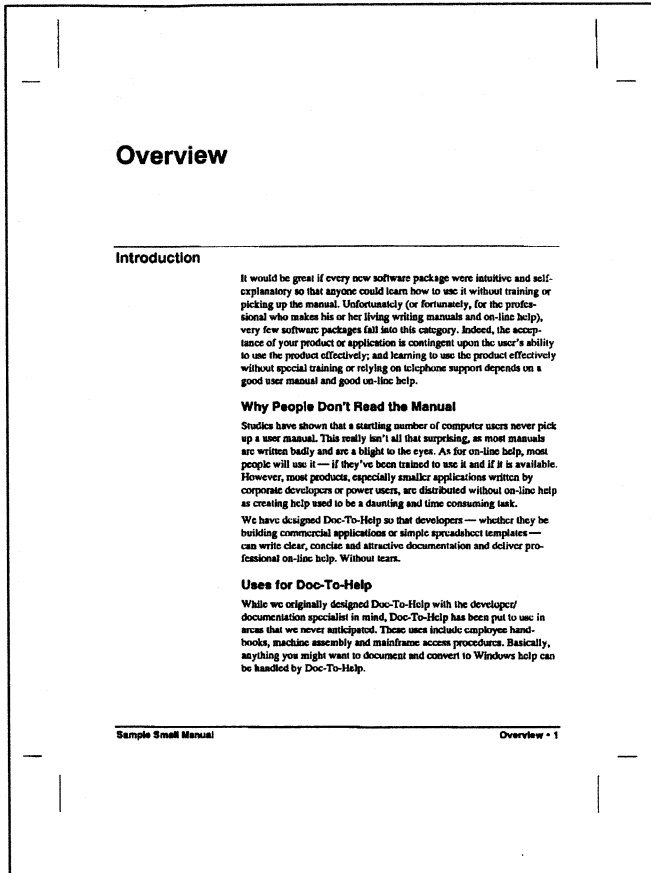 Overview
Introduction
It would be great if every new software package were intuitive and self-
explanatory so that anyone could learn how to use it without training or
picking up the manual. Unfortunately (or fortunately, for the profes-
sional who makes his or her living writing manuals and on-line help),
very few software packages fall into this category. Indeed, the accep-
tance of your product or application is contingent upon the user's ability
to use the product effectively; and learning to use the product effectively
without special training or relying on telephone support depends on a
good user manual and good on-line help.
Why People Don't Read the Manual
Studies have shown that a startling number of computer users never pick
up a user manual. This really isn't all that surprising, as most manuals
are written badly and are a blight to the eyes. As for on-line help, most
people will use it — if they've been trained to use it and if it is available.
However, most products, especially smaller applications written by
corporate developers or power users, are distributed without on-line help
as creating help used to be a daunting and time consuming task.
We have designed Doc-To-Help so that developers — whether they be
building commercial applications or simple spreadsheet templates —
can write clear, concise and attractive documentation and deliver pro-
fessional on-line help. Without tears.
Uses for Doc-To-Help
While we originally designed Doc-To-Help with the developer/
documentation specialist in mind, Doc-To-Help has been put to use in
areas that we never anticipated. These uses include employee hand-
books, machine assembly and mainframe access procedures. Basically,
anything you might want to document and convert to Windows help can
be handled by Doc-To-Help.
Sample Small Manual
Overview • 1